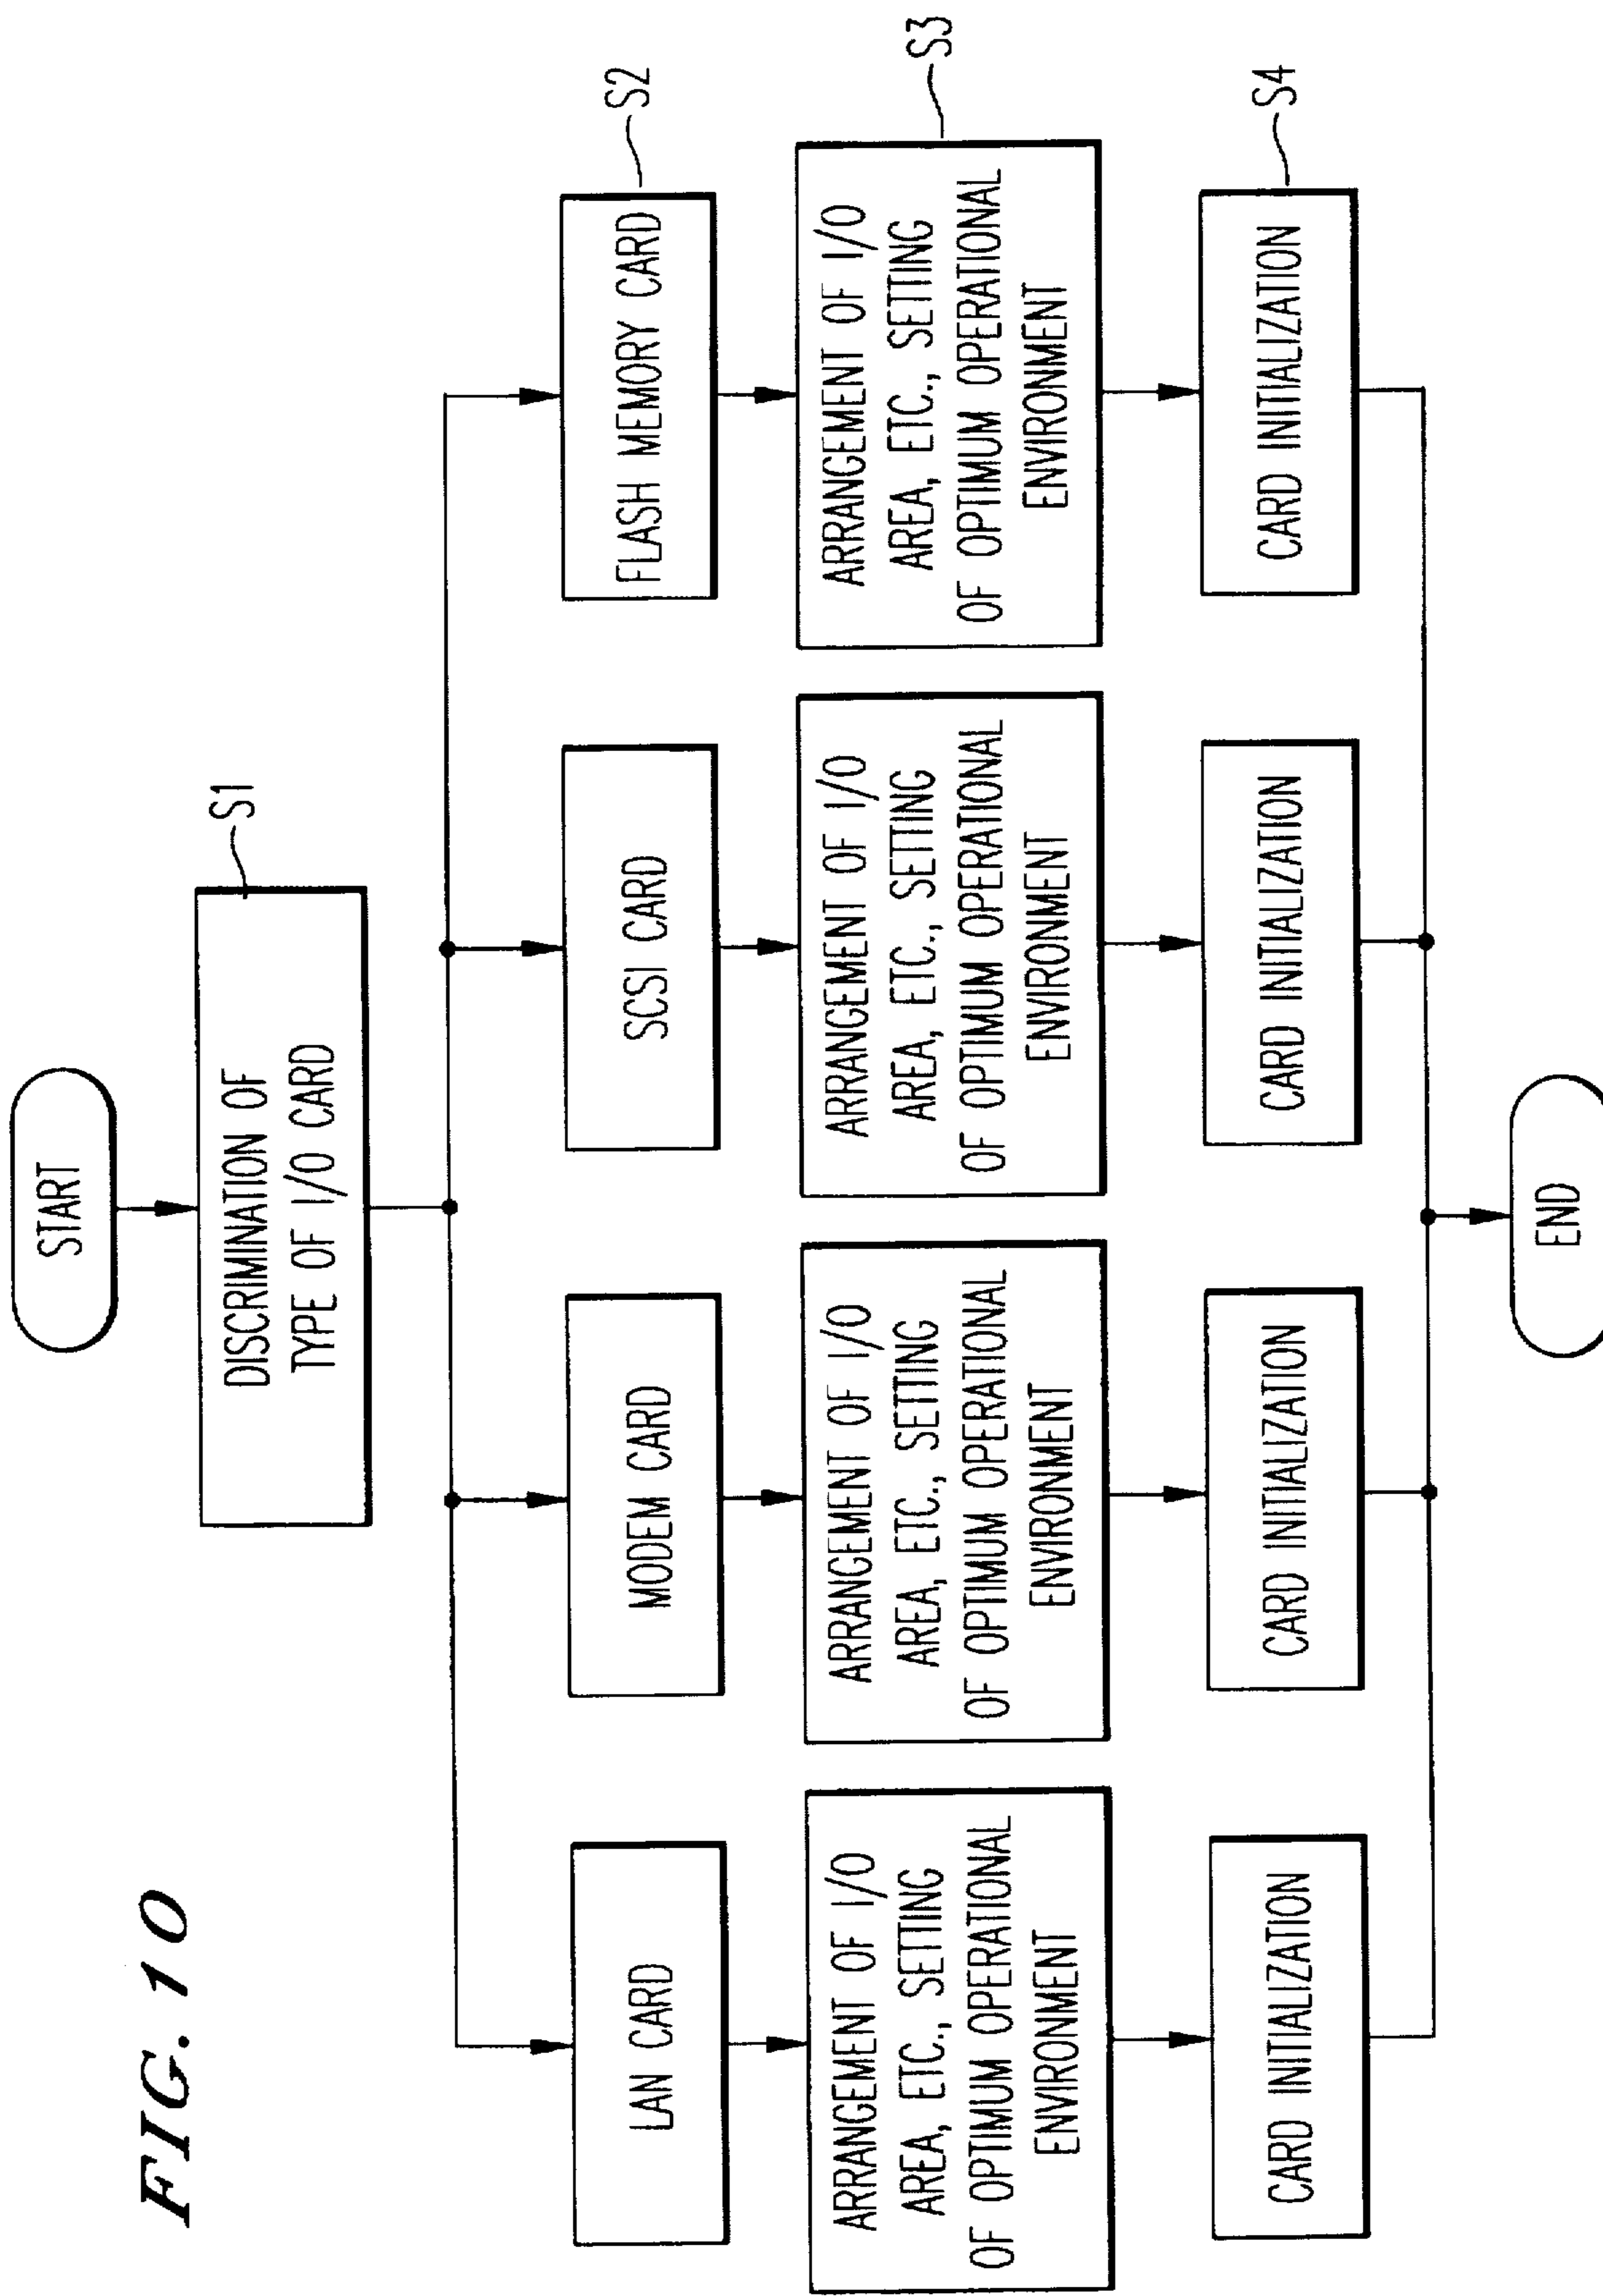 FIG. 10
START
DISCRIMINATION OF
TYPE OF I/O CARD
S1
LAN CARD
MODEM CARD
SCSI CARD
FLASH MEMORY CARD
S2
ARRANGEMENT OF I/O
AREA, ETC., SETTING
OF OPTIMUM OPERATIONAL
ENVIRONMENT
ARRANGEMENT OF I/O
AREA, ETC., SETTING
OF OPTIMUM OPERATIONAL
ENVIRONMENT
ARRANGEMENT OF I/O
AREA, ETC., SETTING
OF OPTIMUM OPERATIONAL
ENVIRONMENT
ARRANGEMENT OF I/O
AREA, ETC., SETTING
OF OPTIMUM OPERATIONAL
ENVIRONMENT
S3
CARD INITIALIZATION
CARD INITIALIZATION
CARD INITIALIZATION
CARD INITIALIZATION
S4
END